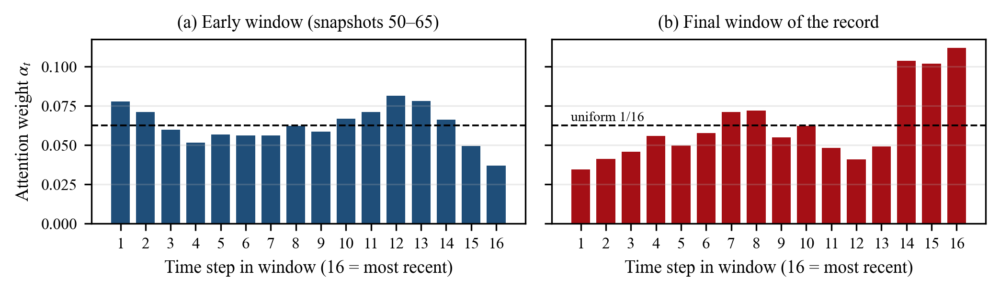 (a) Early window (snapshots 50–65)
(b) Final window of the record
Attention weight αt
0.100
0.075
0.050
0.025
0.000
uniform 1/16
1 2 3 4 5 6 7 8 9 10 11 12 13 14 15 16
1 2 3 4 5 6 7 8 9 10 11 12 13 14 15 16
Time step in window (16 = most recent)
Time step in window (16 = most recent)